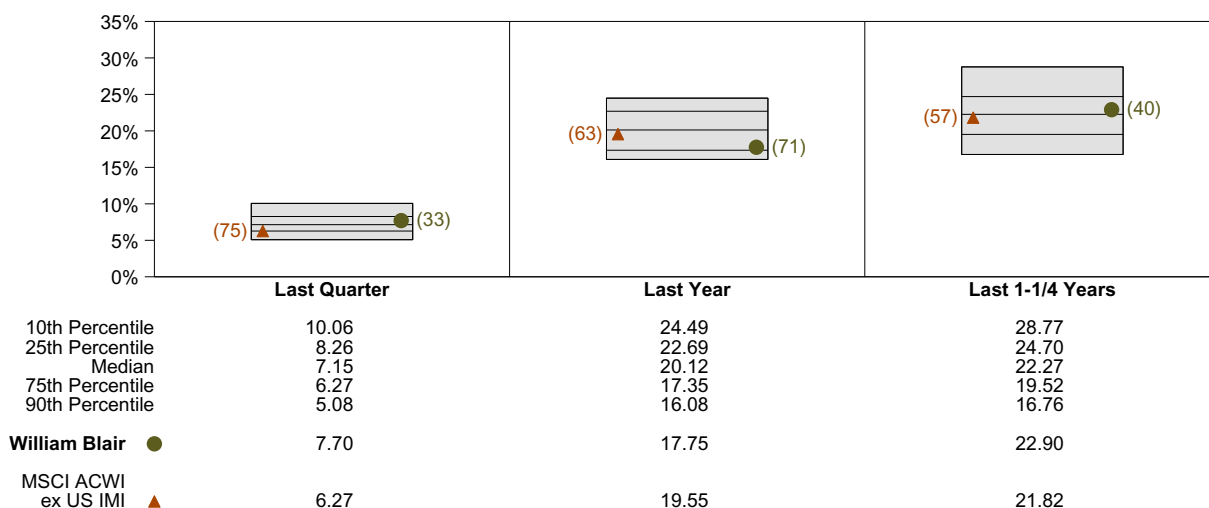 35%
30%
25%
20%
15%
10%
5%
0%
(75) (33)
(63) (71)
(57) (40)
Last Quarter Last Year Last 1-1/4 Years
10th Percentile 10.06 24.49 28.77
25th Percentile 8.26 22.69 24.70
Median 7.15 20.12 22.27
75th Percentile 6.27 17.35 19.52
90th Percentile 5.08 16.08 16.76
William Blair 7.70 17.75 22.90
MSCI ACWI
ex US IMI 6.27 19.55 21.82